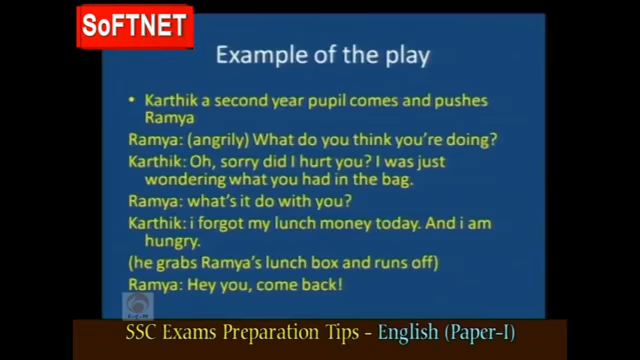 SoFTNET
Example of the play
• Karthik a second year pupil comes and pushes
Ramya
Ramya: (angrily) What do you think you're doing?
Karthik: Oh, sorry did I hurt you? I was just
wondering what you had in the bag.
Ramya: what's it do with you?
Karthik: i forgot my lunch money today. And i am
hungry.
(he grabs Ramya's lunch box and runs off)
Ramya: Hey you, come back!
SSC Exams Preparation Tips - English (Paper-I)